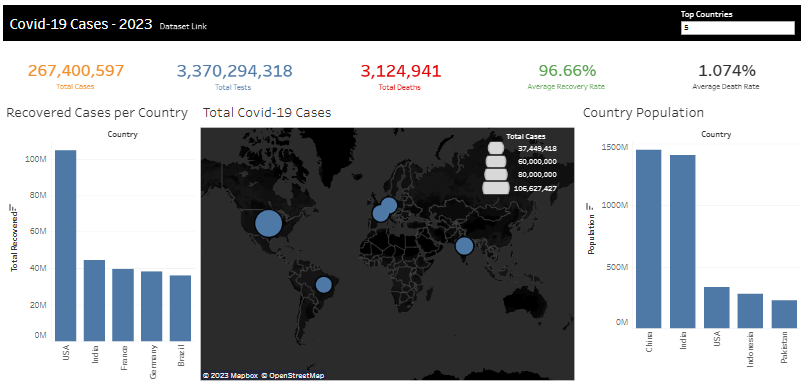 Covid-19 Cases - 2023 Dataset Link
Top Countries
5
267,400,597
Total Cases
3,370,294,318
Total Tests
3,124,941
Total Deaths
96.66%
Average Recovery Rate
1.074%
Average Death Rate
Recovered Cases per Country
Country
Total Recovered
100M
80M
60M
40M
20M
0M
USA
India
France
Germany
Brazil
Total Covid-19 Cases
Total Cases
37,449,418
60,000,000
80,000,000
106,627,427
© 2023 Mapbox © OpenStreetMap
Country Population
Country
Population
1500M
1000M
500M
0M
China
India
USA
Indonesia
Pakistan